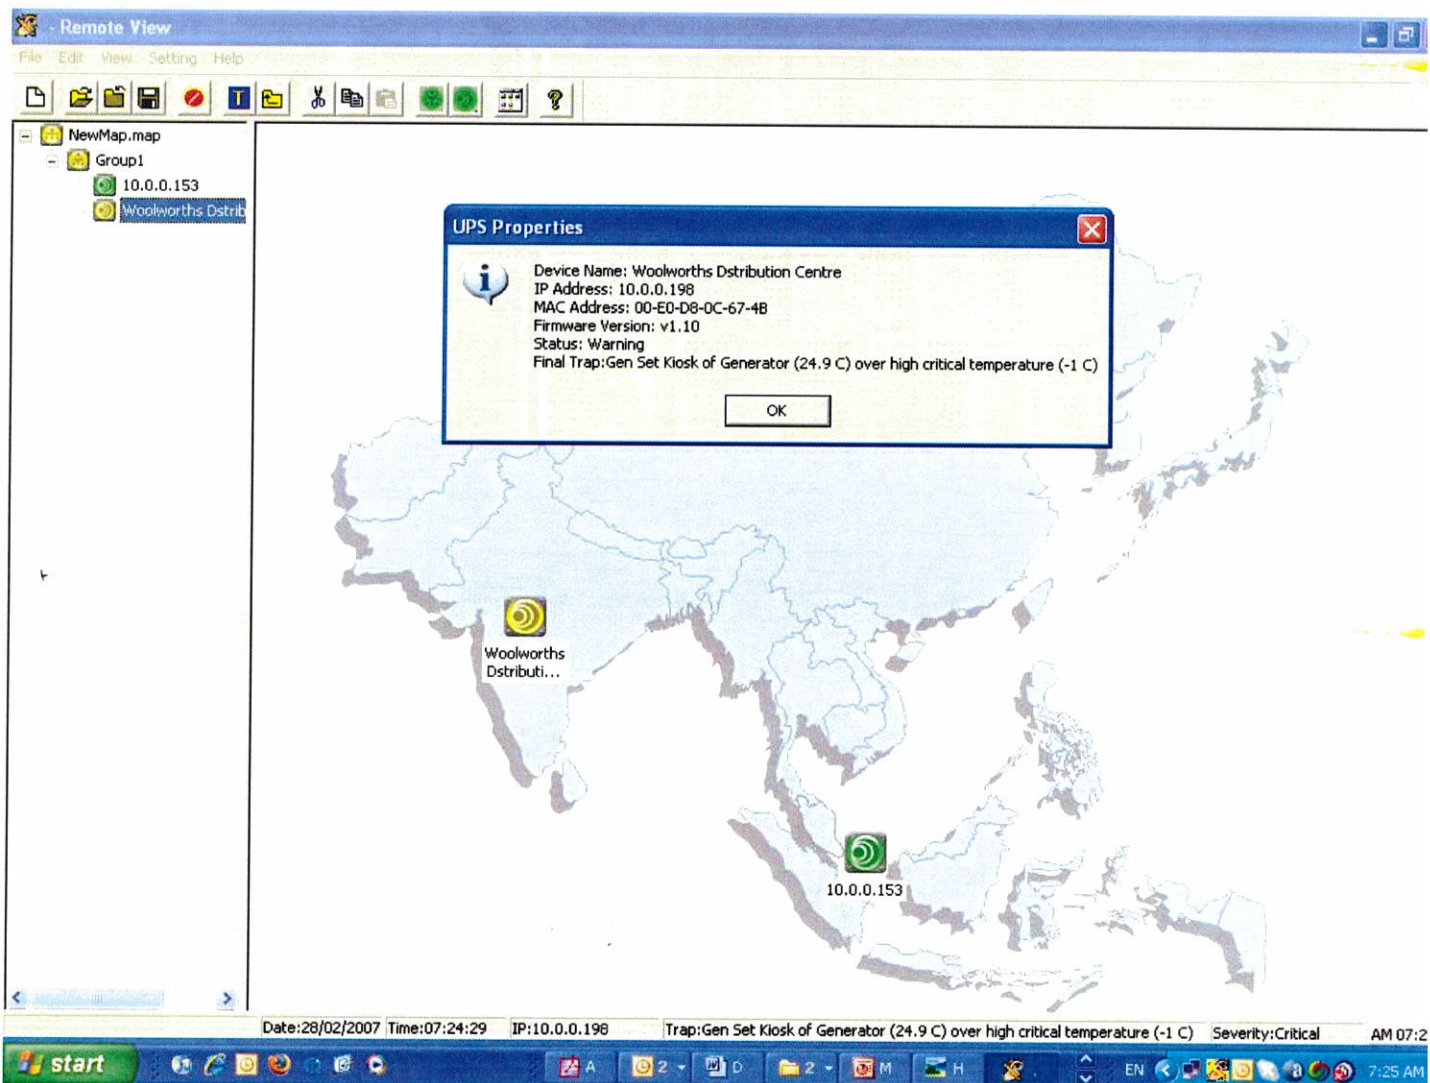 - Remote View
File Edit View Setting Help
NewMap.map
Group1
10.0.0.153
Woolworths Dstrib
UPS Properties
Device Name: Woolworths Dstribution Centre
IP Address: 10.0.0.198
MAC Address: 00-E0-D8-0C-67-4B
Firmware Version: v1.10
Status: Warning
Final Trap:Gen Set Kiosk of Generator (24.9 C) over high critical temperature (-1 C)
OK
Woolworths
Dstributi...
10.0.0.153
Date:28/02/2007 Time:07:24:29 IP:10.0.0.198 Trap:Gen Set Kiosk of Generator (24.9 C) over high critical temperature (-1 C) Severity:Critical AM 07:2
start A 2 D 2 M H . EN 7:25 AM